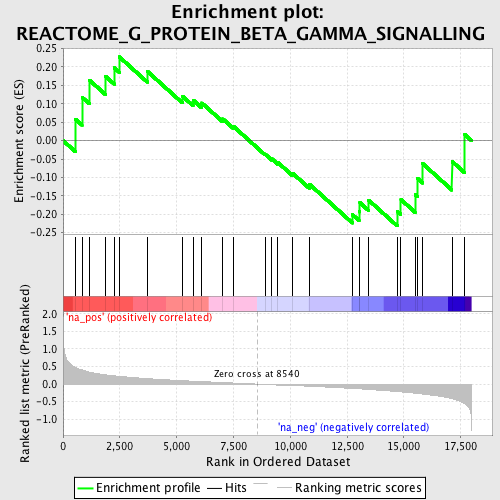 Enrichment plot:
REACTOME_G_PROTEIN_BETA_GAMMA_SIGNALLING
Enrichment score (ES)
0.25
0.20
0.15
0.10
0.05
0.00
-0.05
-0.10
-0.15
-0.20
-0.25
'na_pos' (positively correlated)
Ranked list metric (PreRanked)
2.0
1.5
1.0
0.5
0.0
-0.5
-1.0
Zero cross at 8540
'na_neg' (negatively correlated)
0 2,500 5,000 7,500 10,000 12,500 15,000 17,500
Rank in Ordered Dataset
Enrichment profile Hits Ranking metric scores